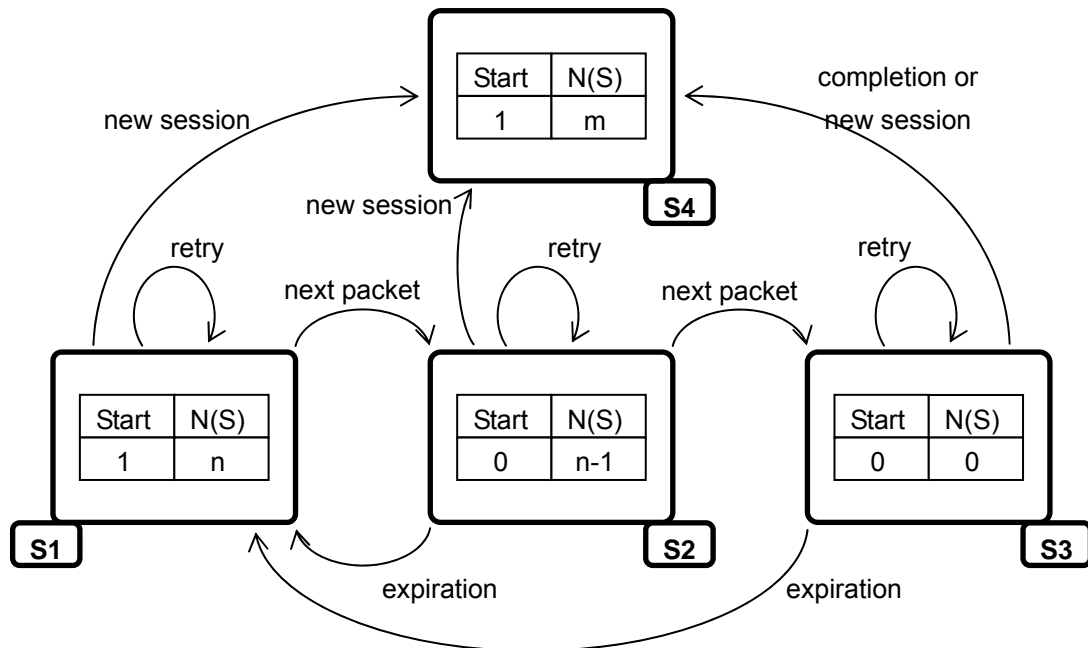 Start N(S)
1 m
S4
completion or
new session
new session
new session
retry
next packet
retry
next packet
retry
Start N(S)
1 n
S1
Start N(S)
0 n-1
S2
Start N(S)
0 0
S3
expiration
expiration